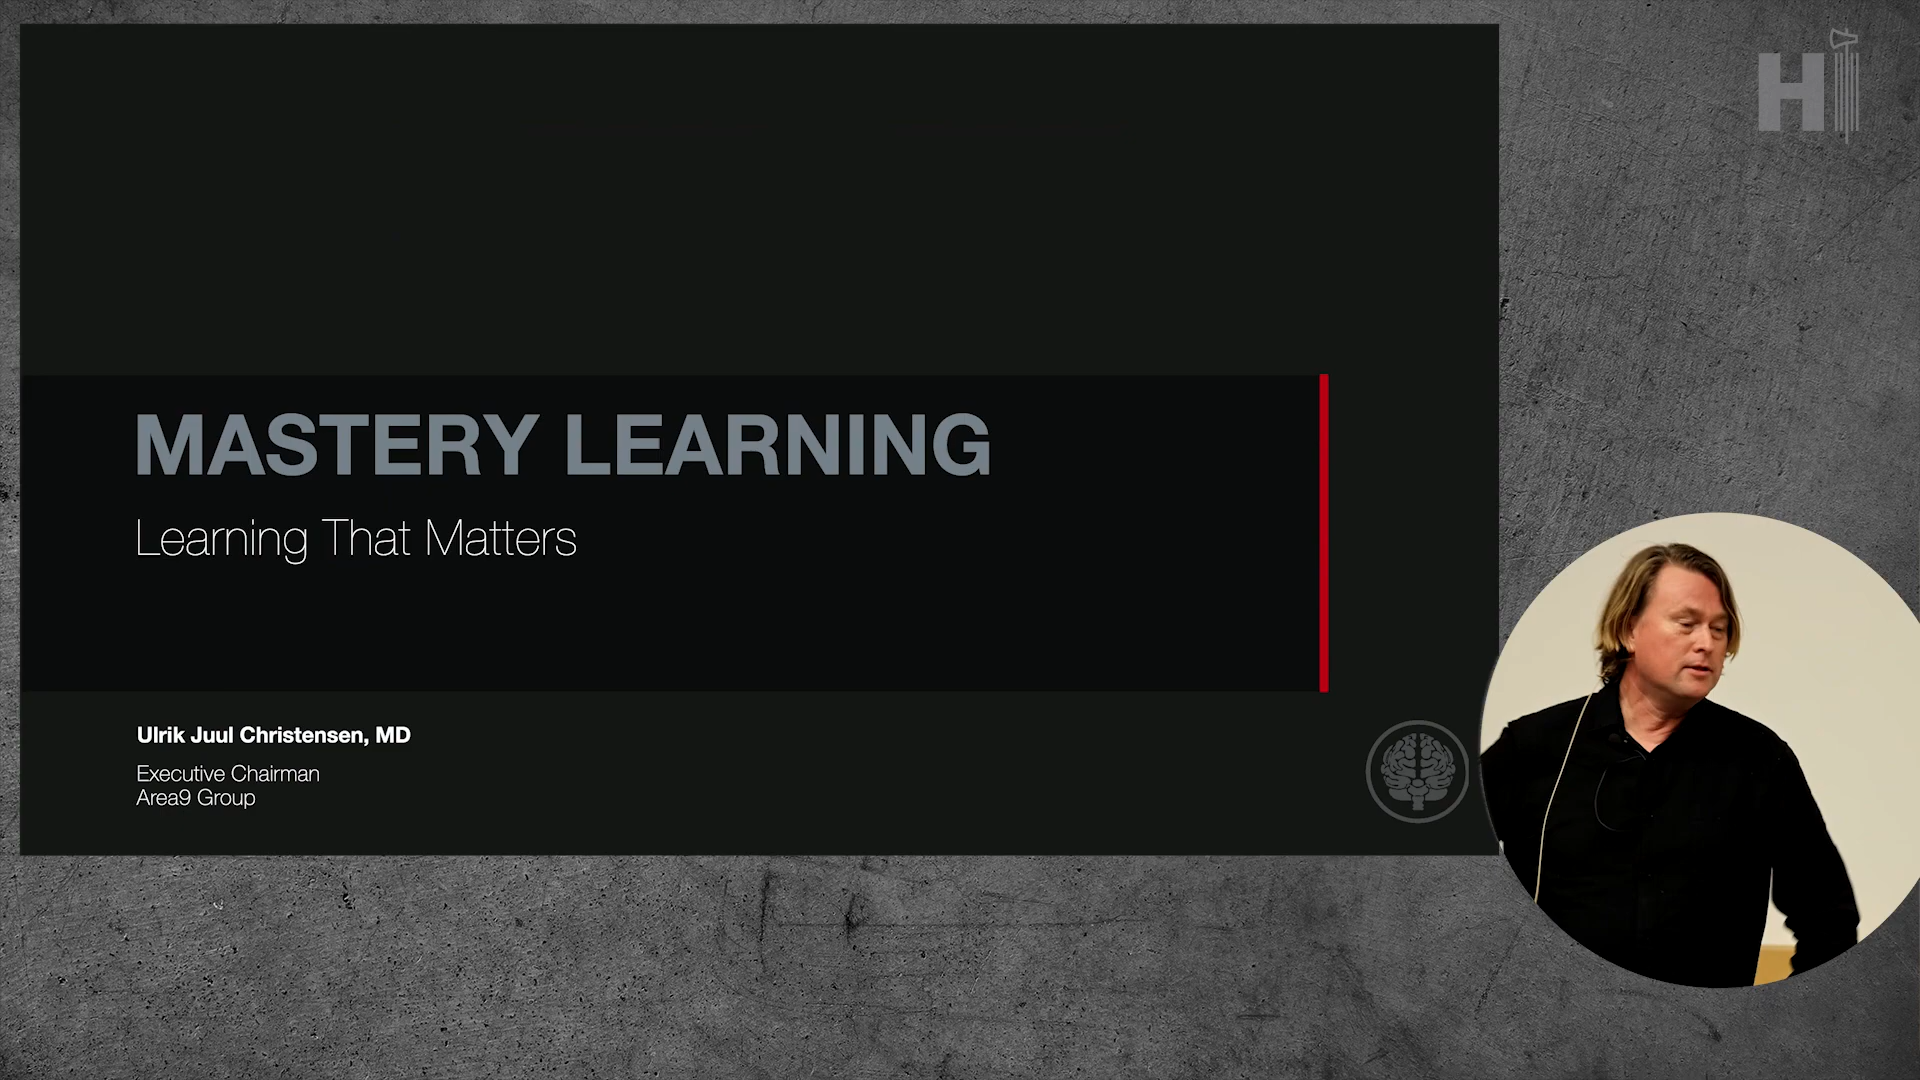 H
MASTERY LEARNING
Learning That Matters
Ulrik Juul Christensen, MD
Executive Chairman
Area9 Group